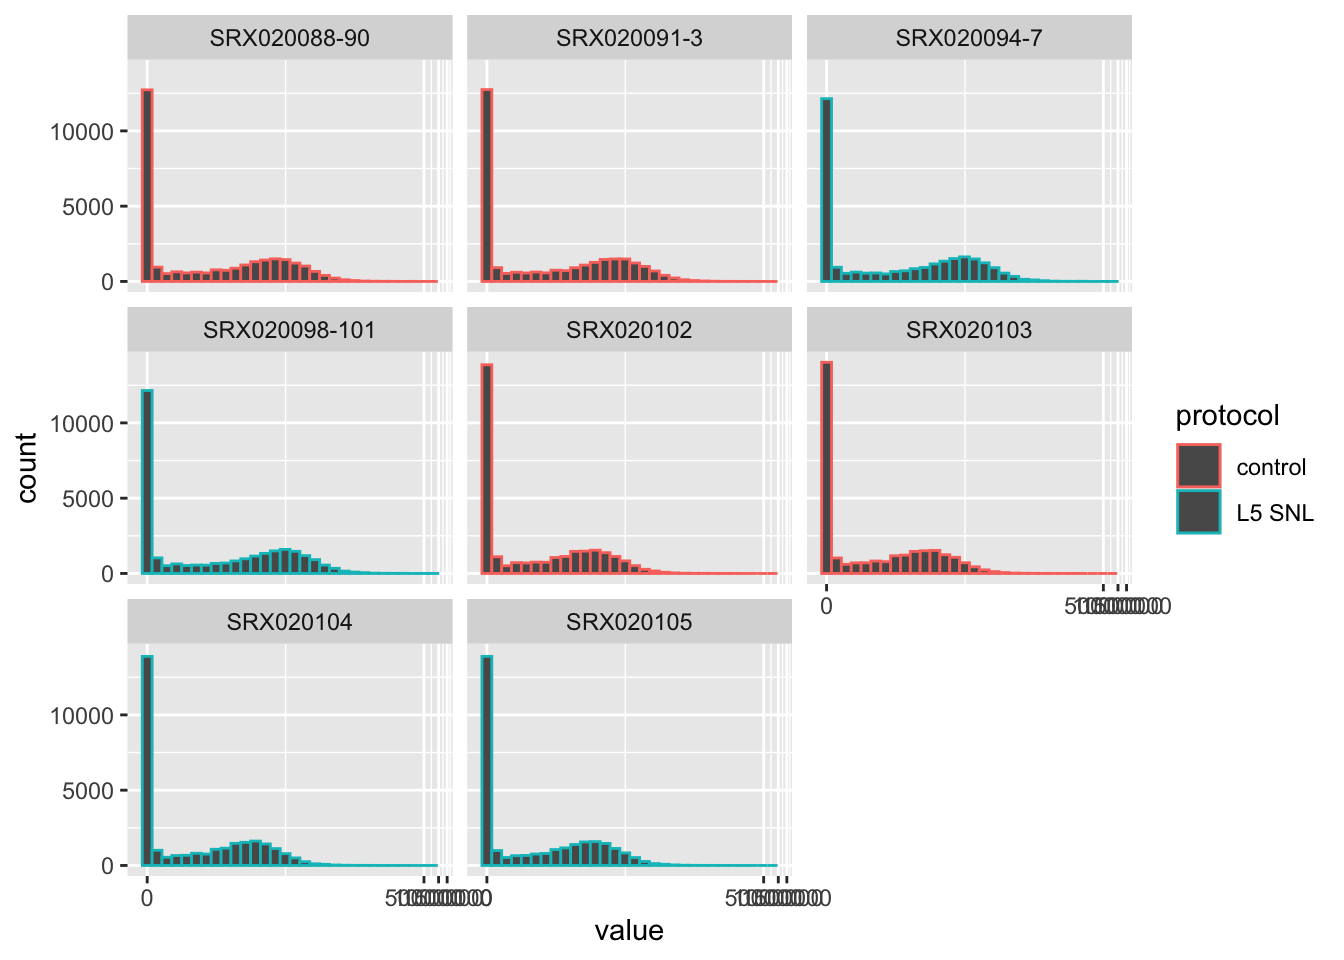 SRX020088-90 SRX020091-3 SRX020094-7
10000
5000
0
SRX020098-101 SRX020102 SRX020103
10000
5000
0
0
SRX020104 SRX020105
10000
5000
0
0 0
count
value
protocol
control
L5 SNL